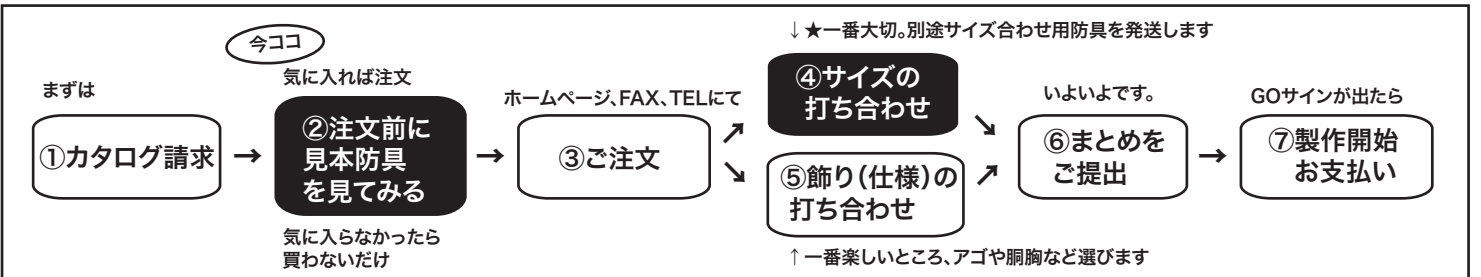 まずは
①カタログ請求
→
今ココ
気に入れば注文
②注文前に
見本防具
を見てみる
気に入らなかったら
買わないだけ
→
ホームページ、FAX、TELにて
③ご注文
↗
↘
↓★一番大切。別途サイズ合わせ用防具を発送します
④サイズの
打ち合わせ
⑤飾り(仕様)の
打ち合わせ
↑一番楽しいところ、アゴや胴胸など選びます
↘
↗
いよいよです。
⑥まとめを
ご提出
→
GOサインが出たら
⑦製作開始
お支払い